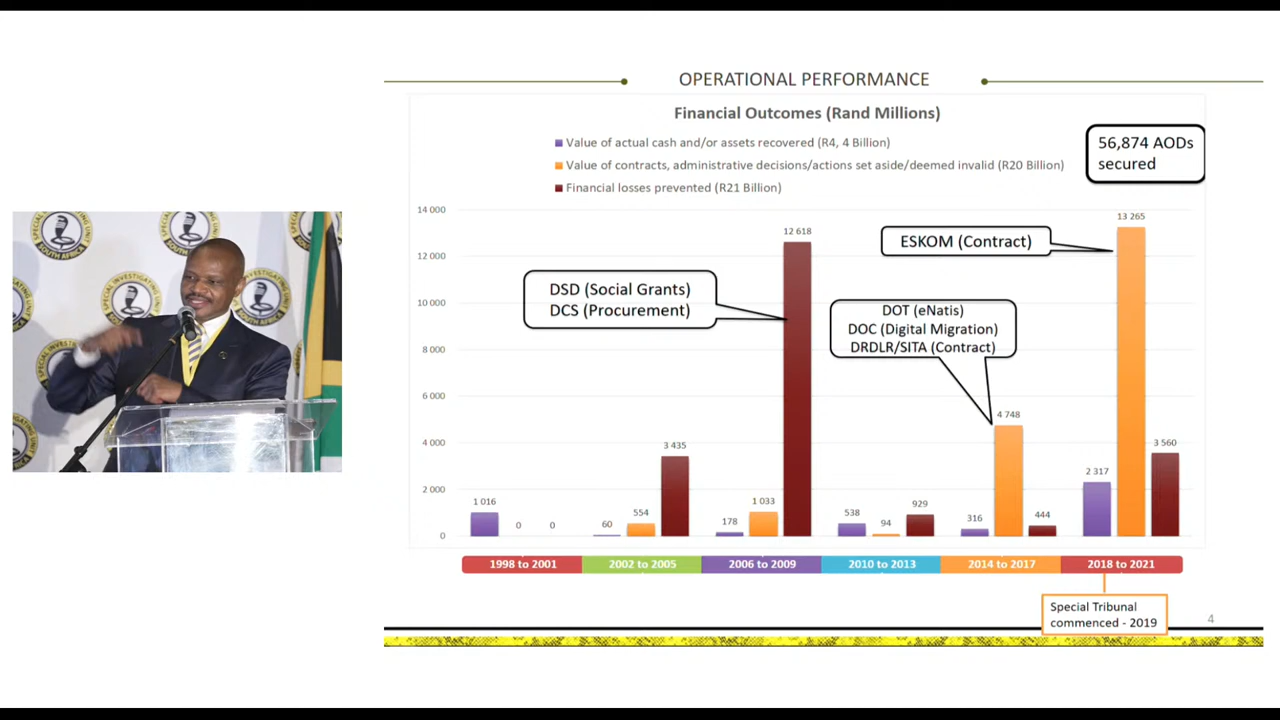 OPERATIONAL PERFORMANCE
Financial Outcomes (Rand Millions)
Value of actual cash and/or assets recovered (R4, 4 Billion)
Value of contracts, administrative decisions/actions set aside/deemed invalid (R20 Billion)
Financial losses prevented (R21 Billion)
56,874 AODs
secured
14 000
12 000
10 000
8 000
6 000
4 000
2 000
0
1 016
0
0
60
554
3 435
178
1 033
12 618
538
94
929
316
4 748
444
2 317
13 265
3 560
DSD (Social Grants)
DCS (Procurement)
ESKOM (Contract)
DOT (eNatis)
DOC (Digital Migration)
DRDLR/SITA (Contract)
1998 to 2001
2002 to 2005
2006 to 2009
2010 to 2013
2014 to 2017
2018 to 2021
Special Tribunal
commenced - 2019
4
SPECIAL INVESTIGATING UNIT
SOUTH AFRICA